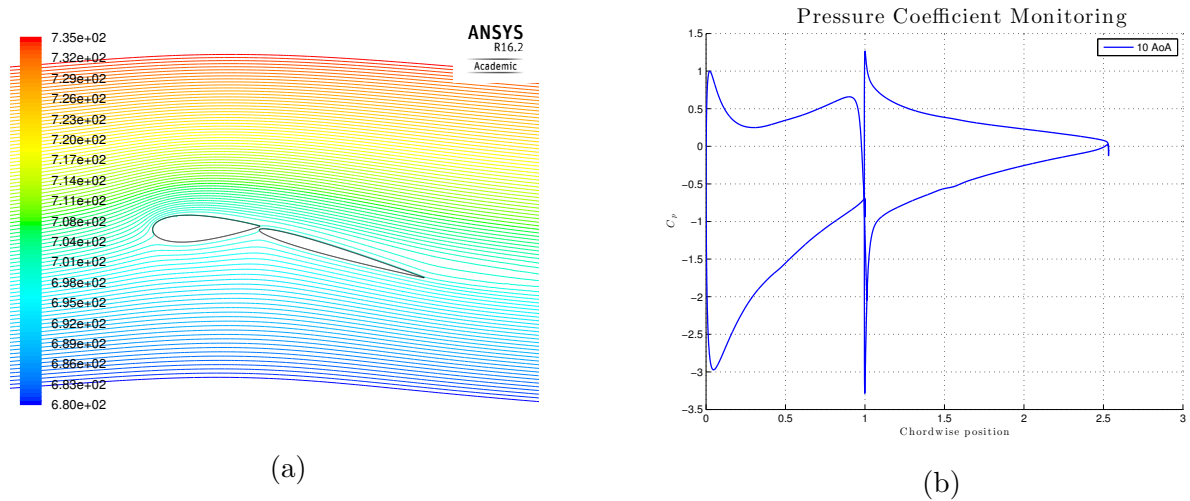 ANSYS
R16.2
Academic
7.35e+02
7.32e+02
7.29e+02
7.26e+02
7.23e+02
7.20e+02
7.17e+02
7.14e+02
7.11e+02
7.08e+02
7.04e+02
7.01e+02
6.98e+02
6.95e+02
6.92e+02
6.89e+02
6.86e+02
6.83e+02
6.80e+02
(a)
Pressure Coefficient Monitoring
10 AoA
1.5
1
0.5
0
−0.5
−1
−1.5
−2
−2.5
−3
−3.5
C_p
0 0.5 1 1.5 2 2.5 3
Chordwise position
(b)